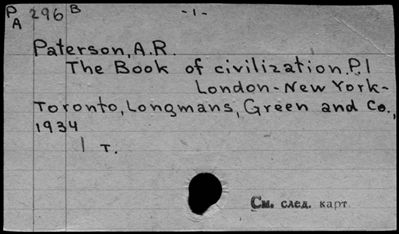 P 296 B -1-
A
Paterson, A.R.
The Book of civilization. P.1
London-New York-
Toronto, Longmans, Green and Co.,
1934
1 т.
См. след. карт.